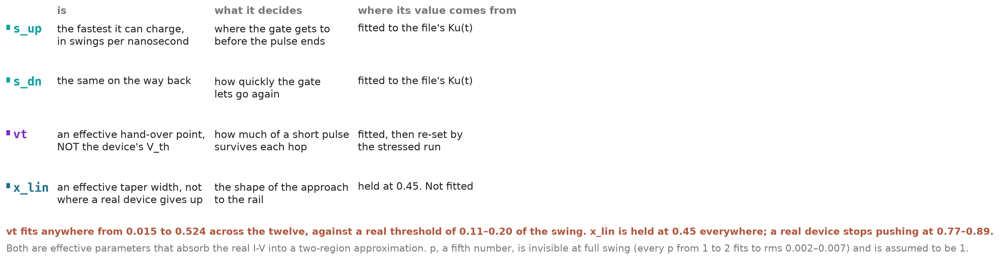 is what it decides where its value comes from
s_up the fastest it can charge, where the gate gets to fitted to the file's Ku(t)
in swings per nanosecond before the pulse ends
s_dn the same on the way back how quickly the gate fitted to the file's Ku(t)
lets go again
vt an effective hand-over point, how much of a short pulse fitted, then re-set by
NOT the device's V_th survives each hop the stressed run
x_lin an effective taper width, not the shape of the approach held at 0.45. Not fitted
where a real device gives up to the rail
vt fits anywhere from 0.015 to 0.524 across the twelve, against a real threshold of 0.11–0.20 of the swing. x_lin is held at 0.45 everywhere; a real device stops pushing at 0.77–0.89.
Both are effective parameters that absorb the real I-V into a two-region approximation. p, a fifth number, is invisible at full swing (every p from 1 to 2 fits to rms 0.002–0.007) and is assumed to be 1.